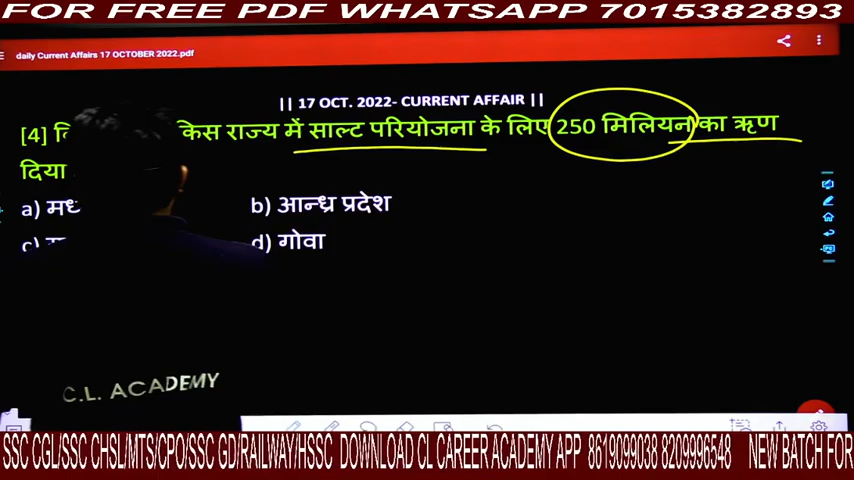 FOR FREE PDF WHATSAPP 7015382893
daily Current Affairs 17 OCTOBER 2022.pdf
|| 17 OCT. 2022- CURRENT AFFAIR ||
[4] किस राज्य में साल्ट परियोजना के लिए 250 मिलियन का ऋण
दिया
a) b) आन्ध्र प्रदेश
c) d) गोवा
C.L. ACADEMY
SSC CGL/SSC CHSL/MTS/CPO/SSC GD/RAILWAY/HSSC DOWNLOAD CL CAREER ACADEMY APP 8619099038 8209996548 NEW BATCH FOR